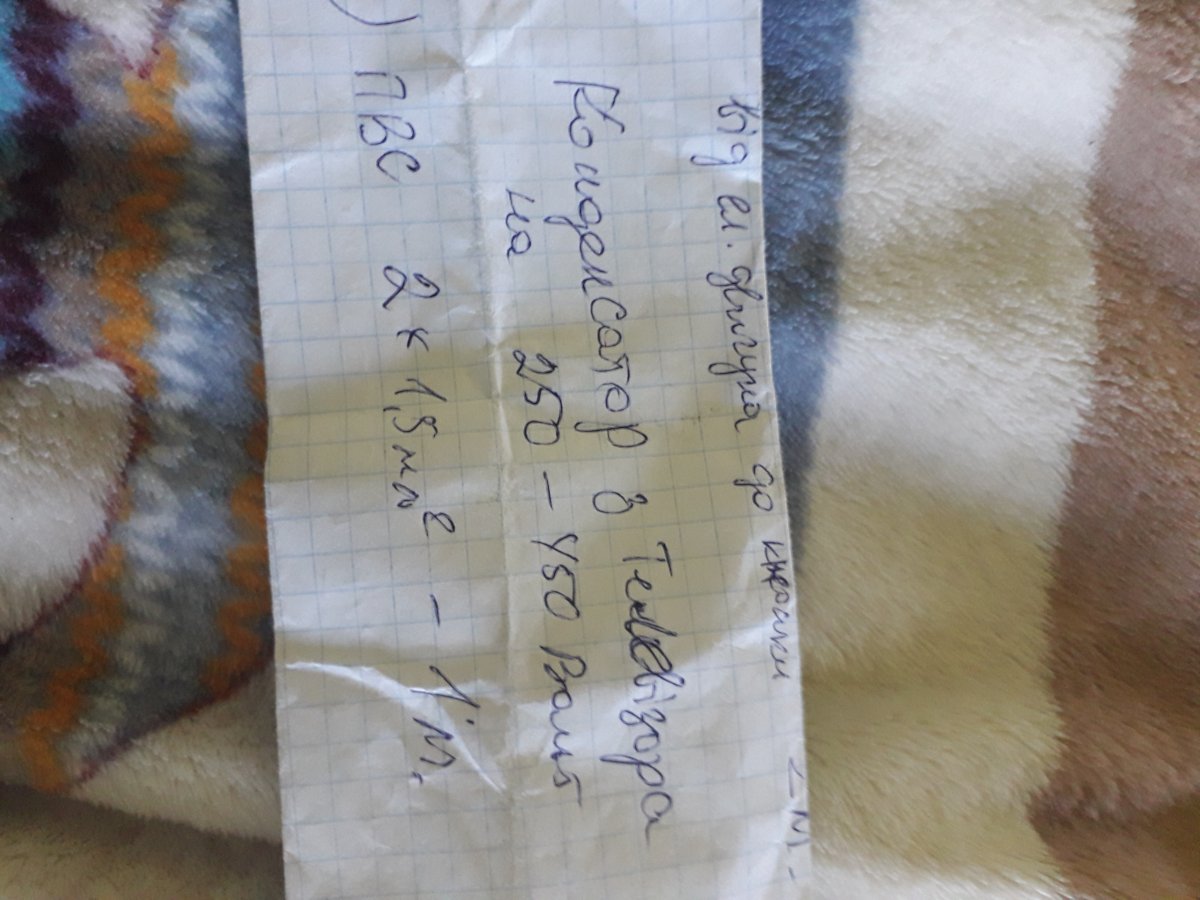 від ел. двигуна до кнопки 2 м.
Конденсатор з Телевізора
на 250 - 450 Вольт
) ПВС 2 х 1,5 мм² - 1 м.